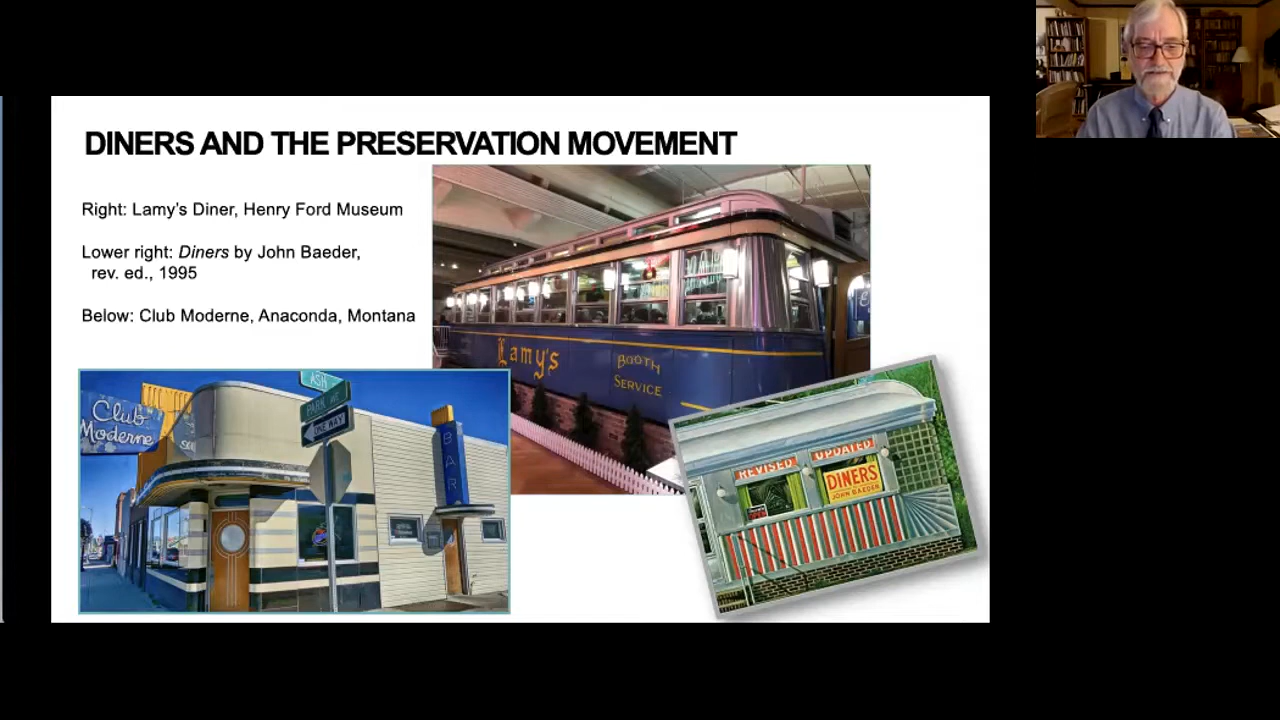 DINERS AND THE PRESERVATION MOVEMENT
Right: Lamy's Diner, Henry Ford Museum
Lower right: Diners by John Baeder,
rev. ed., 1995
Below: Club Moderne, Anaconda, Montana
Lamy's
BOOTH
SERVICE
Club
Moderne
ASH
PARK AVE
ONE WAY
BAR
REVISED
UPDATED
DINERS
JOHN BAEDER